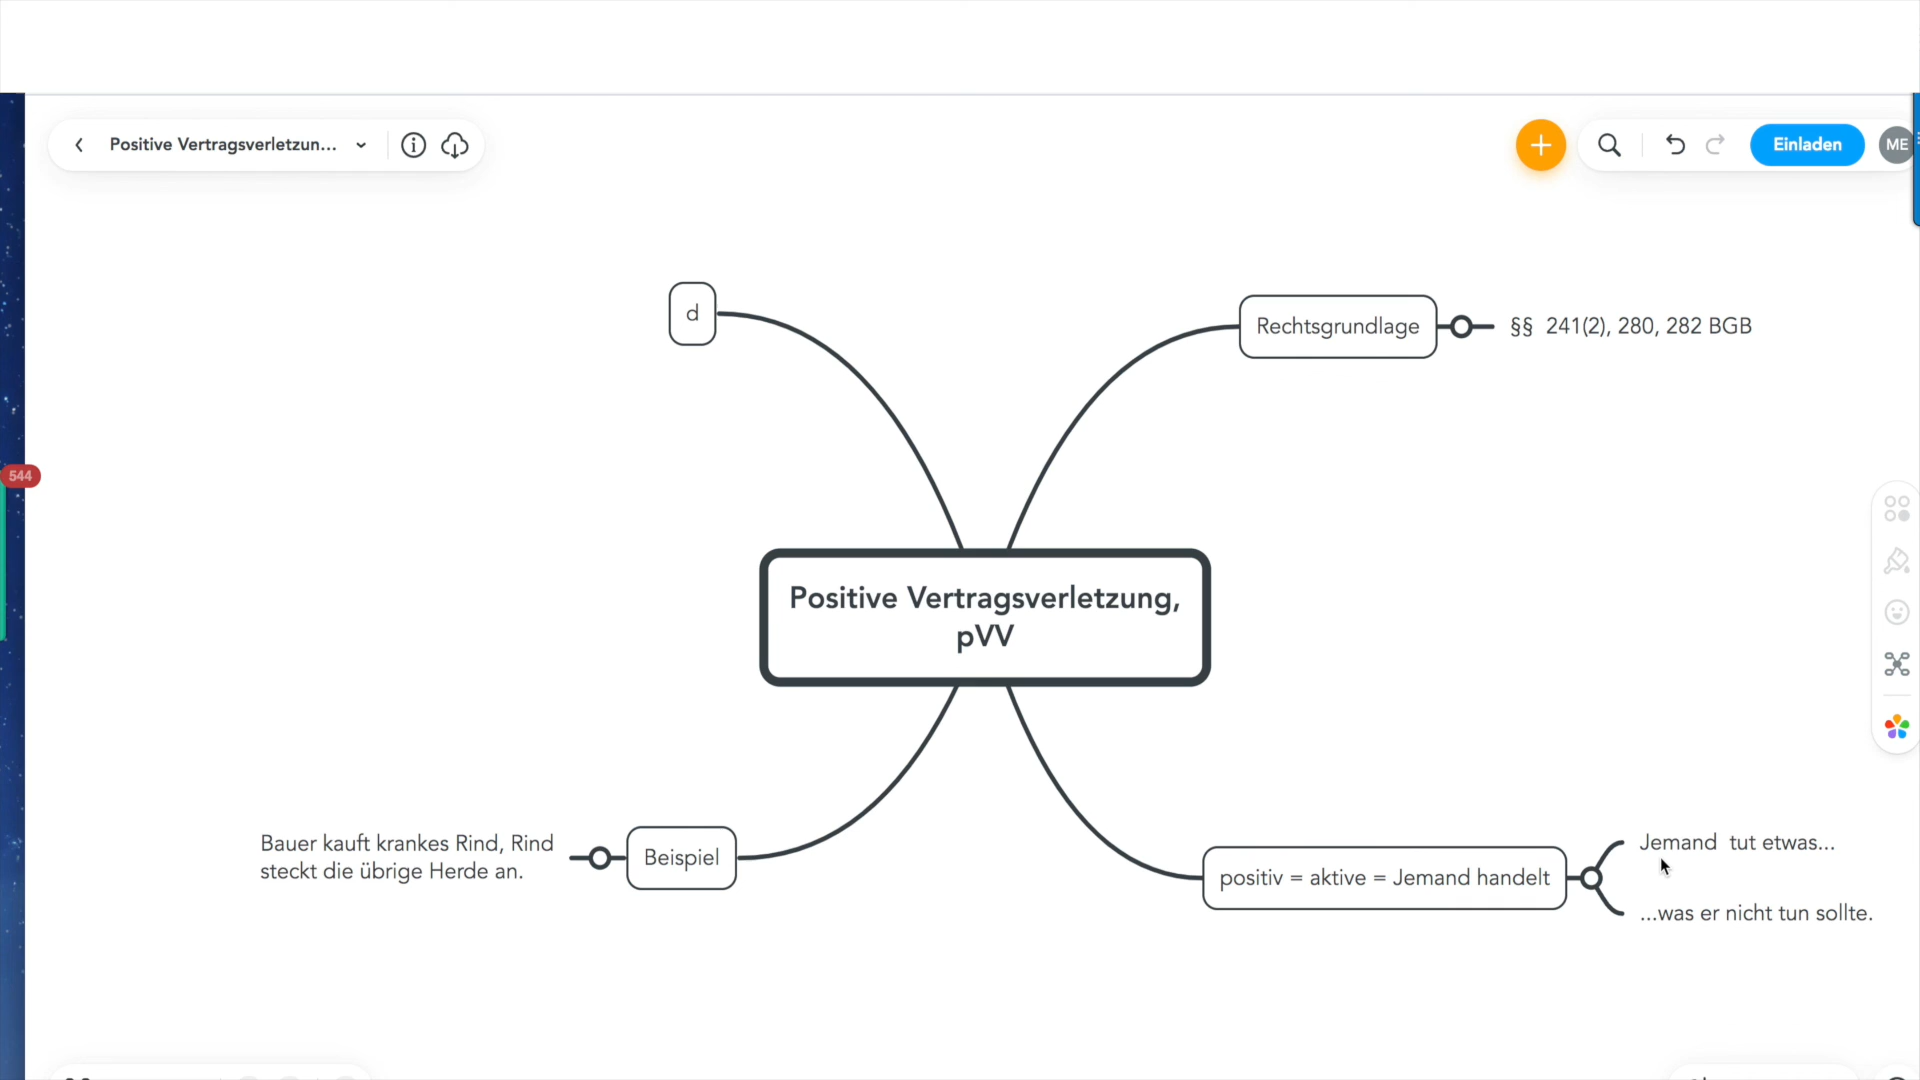 Positive Vertragsverletzun...
Einladen
ME
d
Rechtsgrundlage
§§ 241(2), 280, 282 BGB
544
Positive Vertragsverletzung,
pVV
Bauer kauft krankes Rind, Rind
steckt die übrige Herde an.
Beispiel
positiv = aktive = Jemand handelt
Jemand tut etwas...
...was er nicht tun sollte.